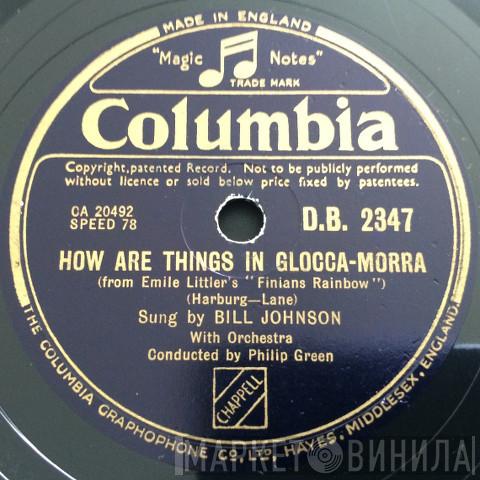 MADE IN ENGLAND
"Magic Notes"
TRADE MARK
Columbia
Copyright, patented Record. Not to be publicly performed
without licence or sold below price fixed by patentees.
CA 20492
SPEED 78
D.B. 2347
HOW ARE THINGS IN GLOCCA-MORRA
(from Emile Littler's "Finians Rainbow")
(Harburg—Lane)
Sung by BILL JOHNSON
With Orchestra
Conducted by Philip Green
CHAPPELL
THE COLUMBIA GRAPHOPHONE CO., LTD., HAYES, MIDDLESEX, ENGLAND.
МАРКЕТ ВИНИЛА